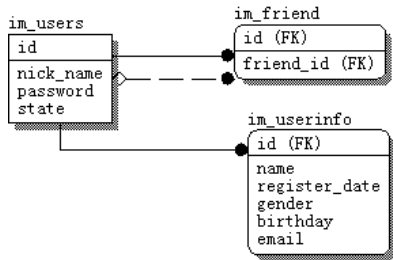 im_users
id
nick_name
password
state
im_friend
id (FK)
friend_id (FK)
im_userinfo
id (FK)
name
register_date
gender
birthday
email